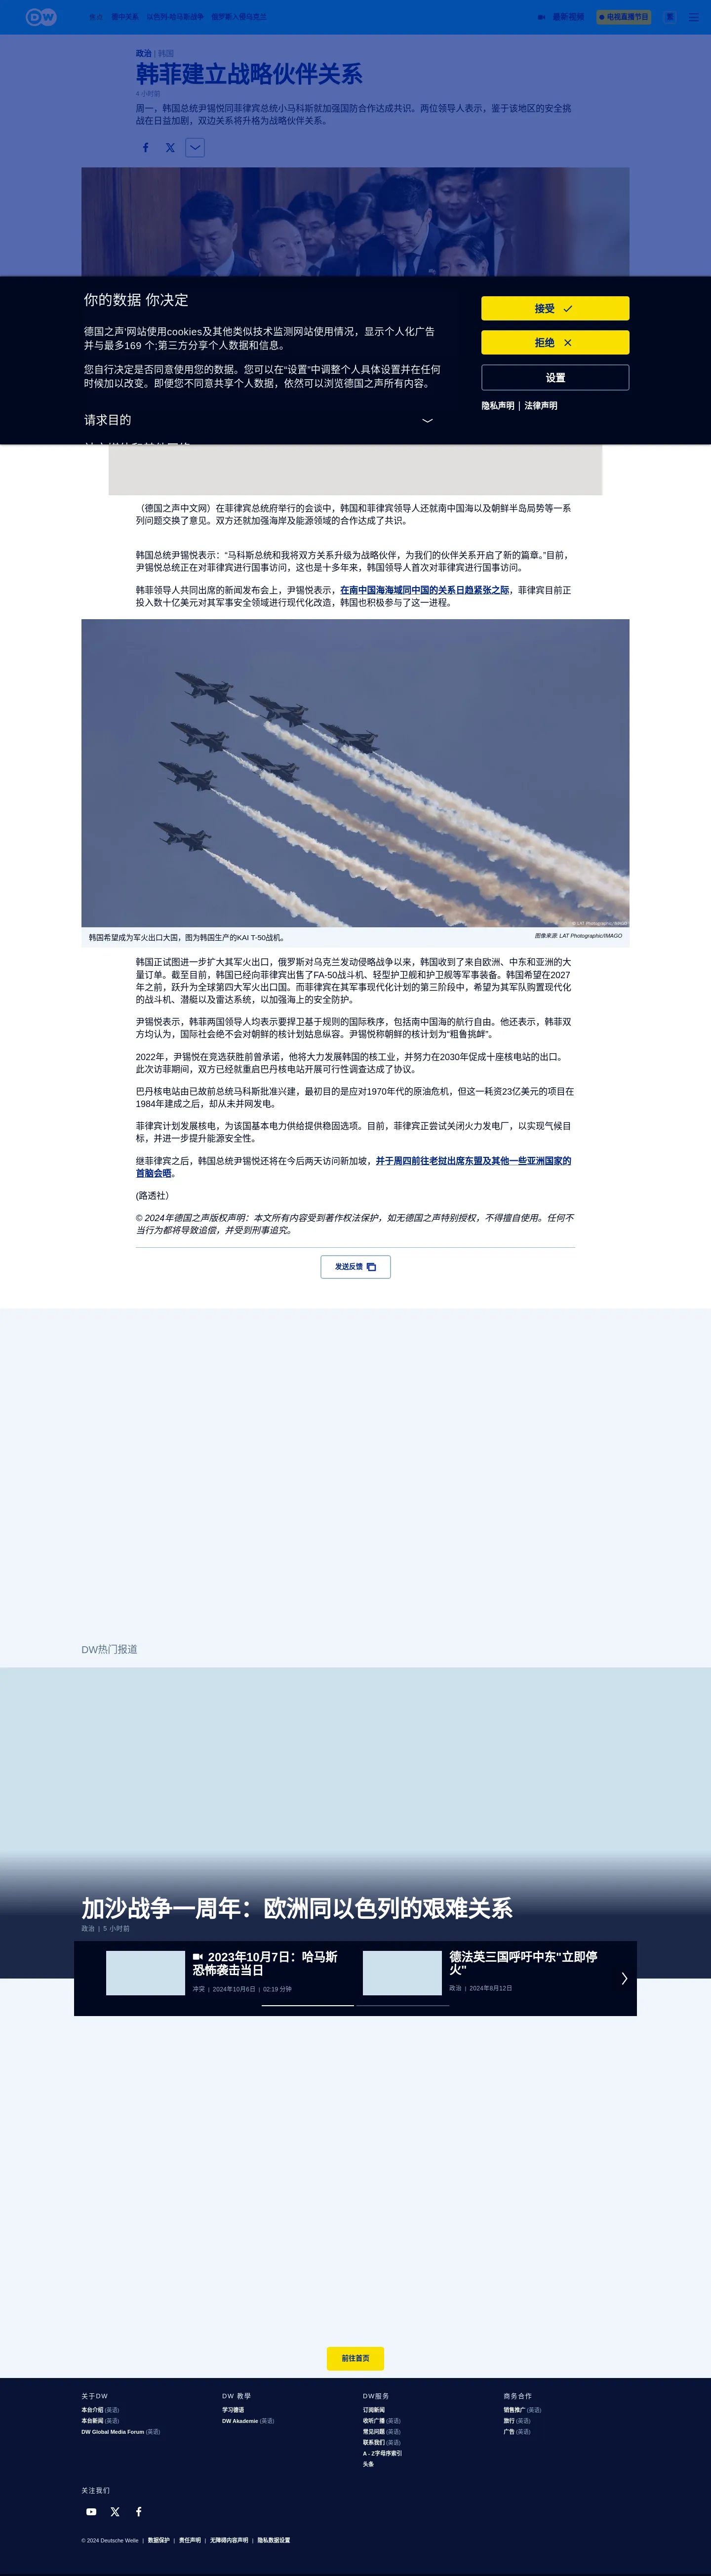 DW
焦点 德中关系 以色列-哈马斯战争 俄罗斯入侵乌克兰
最新视频 电视直播节目 繁
政治 | 韩国
韩菲建立战略伙伴关系
4 小时前
周一，韩国总统尹锡悦同菲律宾总统小马科斯就加强国防合作达成共识。两位领导人表示，鉴于该地区的安全挑
战在日益加剧，双边关系将升格为战略伙伴关系。
你的数据 你决定
德国之声'网站使用cookies及其他类似技术监测网站使用情况，显示个人化广告
并与最多169 个;第三方分享个人数据和信息。
您自行决定是否同意使用您的数据。您可以在“设置”中调整个人具体设置并在任何
时候加以改变。即便您不同意共享个人数据，依然可以浏览德国之声所有内容。
请求目的
接受
拒绝
设置
隐私声明 | 法律声明
（德国之声中文网）在菲律宾总统府举行的会谈中，韩国和菲律宾领导人还就南中国海以及朝鲜半岛局势等一系
列问题交换了意见。双方还就加强海岸及能源领域的合作达成了共识。
韩国总统尹锡悦表示：“马科斯总统和我将双方关系升级为战略伙伴，为我们的伙伴关系开启了新的篇章。”目前，
尹锡悦总统正在对菲律宾进行国事访问，这也是十多年来，韩国领导人首次对菲律宾进行国事访问。
韩菲领导人共同出席的新闻发布会上，尹锡悦表示，在南中国海海域同中国的关系日趋紧张之际，菲律宾目前正
投入数十亿美元对其军事安全领域进行现代化改造，韩国也积极参与了这一进程。
© LAT Photographic/IMAGO
韩国希望成为军火出口大国，图为韩国生产的KAI T-50战机。
图像来源: LAT Photographic/IMAGO
韩国正试图进一步扩大其军火出口，俄罗斯对乌克兰发动侵略战争以来，韩国收到了来自欧洲、中东和亚洲的大
量订单。截至目前，韩国已经向菲律宾出售了FA-50战斗机、轻型护卫舰和护卫舰等军事装备。韩国希望在2027
年之前，跃升为全球第四大军火出口国。而菲律宾在其军事现代化计划的第三阶段中，希望为其军队购置现代化
的战斗机、潜艇以及雷达系统，以加强海上的安全防护。
尹锡悦表示，韩菲两国领导人均表示要捍卫基于规则的国际秩序，包括南中国海的航行自由。他还表示，韩菲双
方均认为，国际社会绝不会对朝鲜的核计划姑息纵容。尹锡悦称朝鲜的核计划为“粗鲁挑衅”。
2022年，尹锡悦在竞选获胜前曾承诺，他将大力发展韩国的核工业，并努力在2030年促成十座核电站的出口。
此次访菲期间，双方已经就重启巴丹核电站开展可行性调查达成了协议。
巴丹核电站由已故前总统马科斯批准兴建，最初目的是应对1970年代的原油危机，但这一耗资23亿美元的项目在
1984年建成之后，却从未并网发电。
菲律宾计划发展核电，为该国基本电力供给提供稳固选项。目前，菲律宾正尝试关闭火力发电厂，以实现气候目
标，并进一步提升能源安全性。
继菲律宾之后，韩国总统尹锡悦还将在今后两天访问新加坡，并于周四前往老挝出席东盟及其他一些亚洲国家的
首脑会晤。
(路透社）
© 2024年德国之声版权声明：本文所有内容受到著作权法保护，如无德国之声特别授权，不得擅自使用。任何不
当行为都将导致追偿，并受到刑事追究。
发送反馈
DW热门报道
加沙战争一周年：欧洲同以色列的艰难关系
政治 | 5 小时前
2023年10月7日：哈马斯
恐怖袭击当日
冲突 | 2024年10月6日 | 02:19 分钟
德法英三国呼吁中东"立即停
火"
政治 | 2024年8月12日
前往首页
关于DW
本台介绍 (英语)
本台新闻 (英语)
DW Global Media Forum (英语)
DW 教學
学习德语
DW Akademie (英语)
DW服务
订阅新闻
收听广播 (英语)
常见问题 (英语)
联系我们 (英语)
A - Z字母序索引
头条
商务合作
销售推广 (英语)
旅行 (英语)
广告 (英语)
关注我们
© 2024 Deutsche Welle | 数据保护 | 责任声明 | 无障碍内容声明 | 隐私数据设置